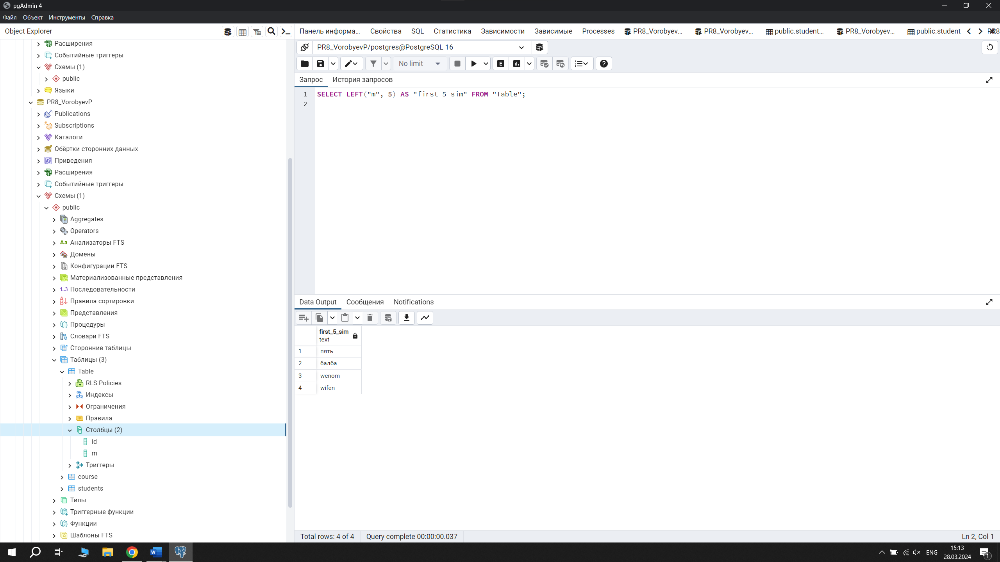 pgAdmin 4
Файл Объект Инструменты Справка
Object Explorer
Расширения
Событийные триггеры
Схемы (1)
public
Языки
PR8_VorobyevP
Publications
Subscriptions
Каталоги
Обёртки сторонних данных
Приведения
Расширения
Событийные триггеры
Схемы (1)
public
Aggregates
Operators
Aa Анализаторы FTS
Домены
Конфигурации FTS
Материализованные представления
1..3 Последовательности
Правила сортировки
Представления
Процедуры
Словари FTS
Сторонние таблицы
Таблицы (3)
Table
RLS Policies
Индексы
Ограничения
Правила
Столбцы (2)
id
m
Триггеры
course
students
Типы
Триггерные функции
Функции
Шаблоны FTS
Панель информа... Свойства SQL Статистика Зависимости Зависимые Processes PR8_Vorobyev... PR8_Vorobyev... public.student... PR8_Vorobyev... public.student
PR8_VorobyevP/postgres@PostgreSQL 16
No limit
E
Запрос История запросов
1 SELECT LEFT("m", 5) AS "first_5_sim" FROM "Table";
2
Data Output Сообщения Notifications
first_5_sim
text
1 пять
2 балба
3 wenom
4 wifen
Total rows: 4 of 4 Query complete 00:00:00.037 Ln 2, Col 1
ENG
15:13
28.03.2024
1